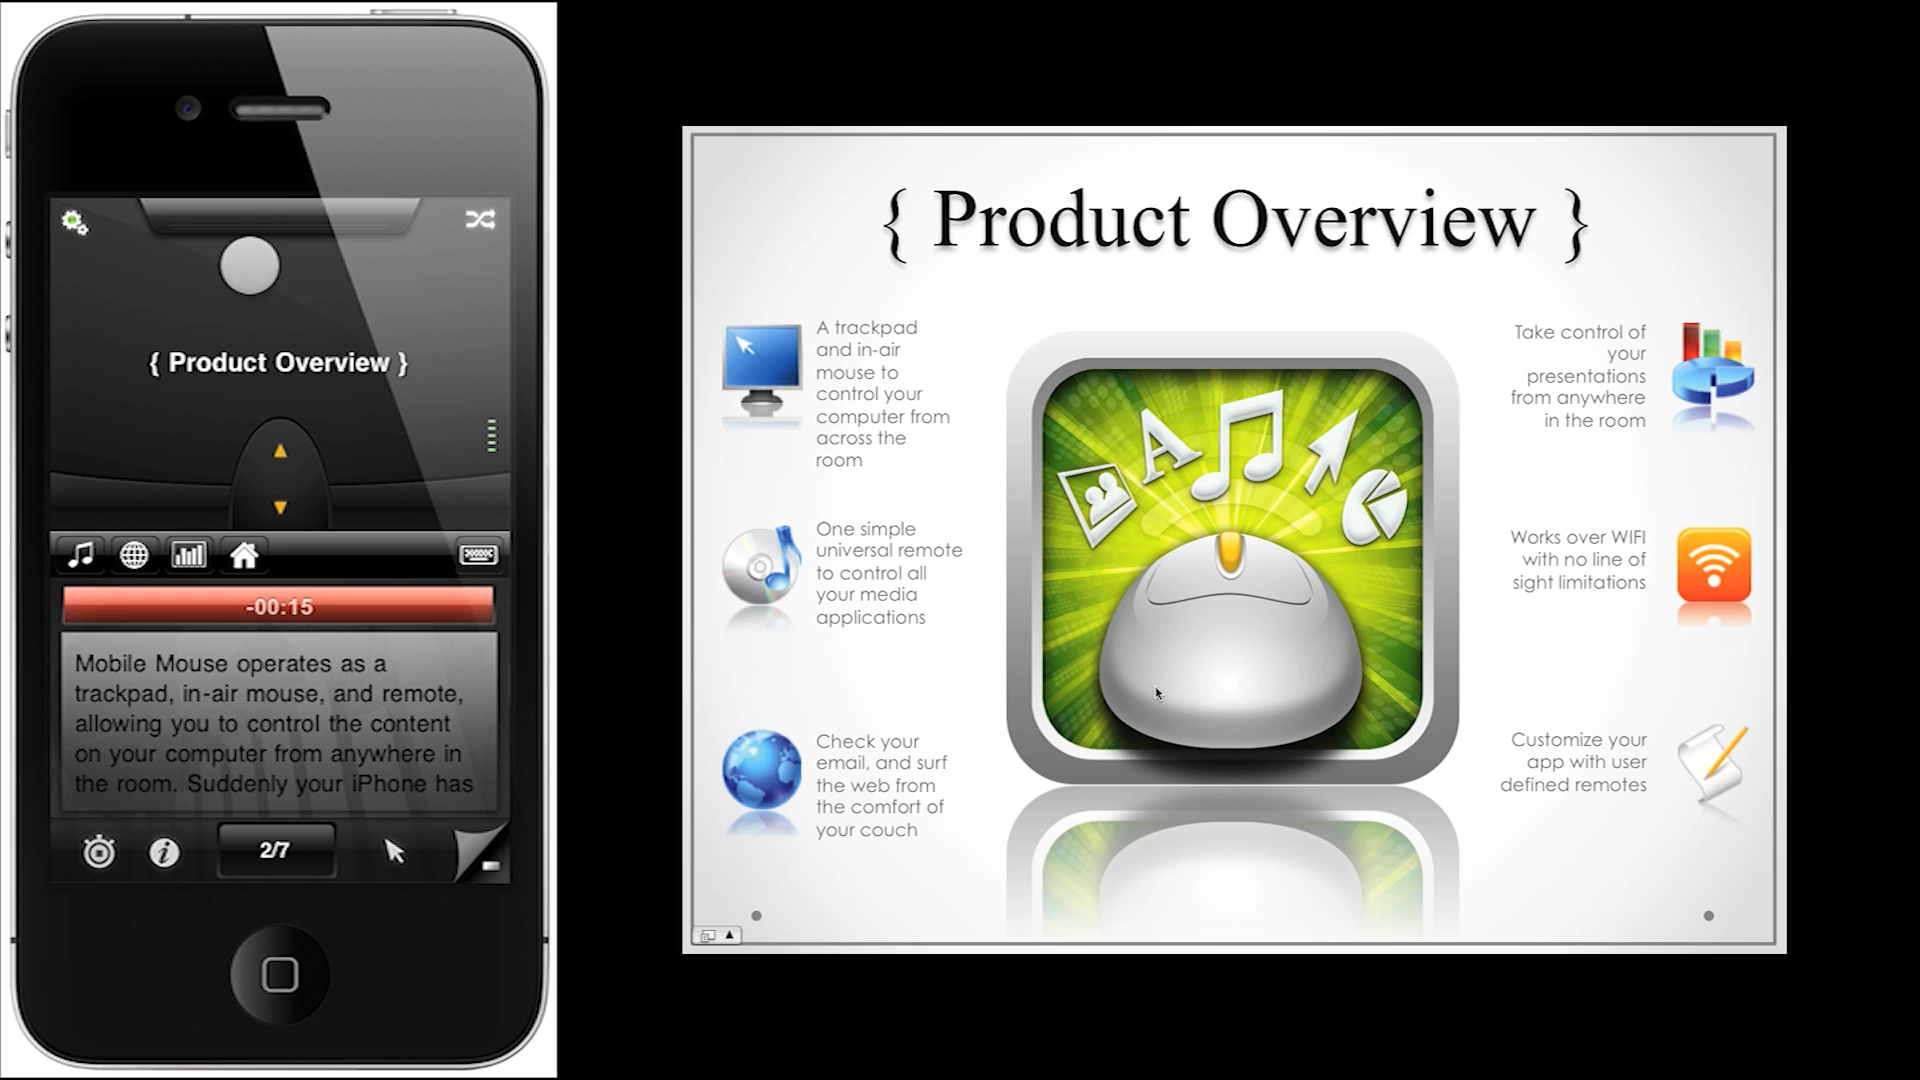 { Product Overview }
-00:15
Mobile Mouse operates as a
trackpad, in-air mouse, and remote,
allowing you to control the content
on your computer from anywhere in
the room. Suddenly your iPhone has
2/7
{ Product Overview }
A trackpad
and in-air
mouse to
control your
computer from
across the
room
One simple
universal remote
to control all
your media
applications
Check your
email, and surf
the web from
the comfort of
your couch
A
Take control of
your
presentations
from anywhere
in the room
Works over WIFI
with no line of
sight limitations
Customize your
app with user
defined remotes